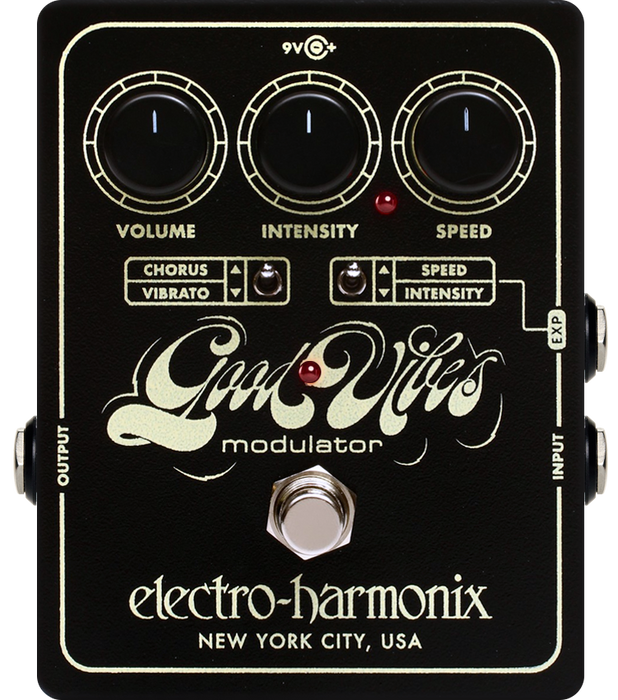 9V +
VOLUME
INTENSITY
SPEED
CHORUS
VIBRATO
SPEED
INTENSITY
EXP
Good Vibes
modulator
OUTPUT
INPUT
electro-harmonix
NEW YORK CITY, USA